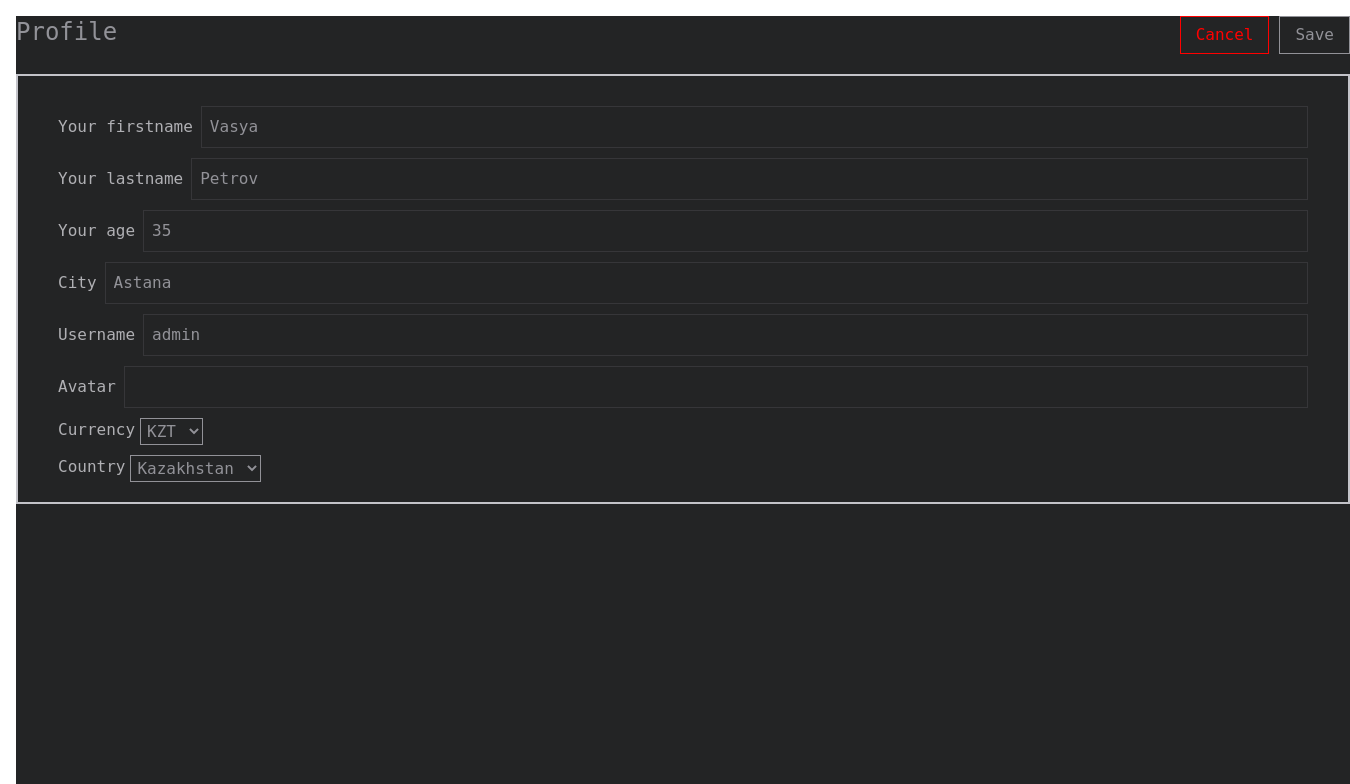 Profile Cancel Save
Your firstname Vasya
Your lastname Petrov
Your age 35
City Astana
Username admin
Avatar
Currency KZT
Country Kazakhstan